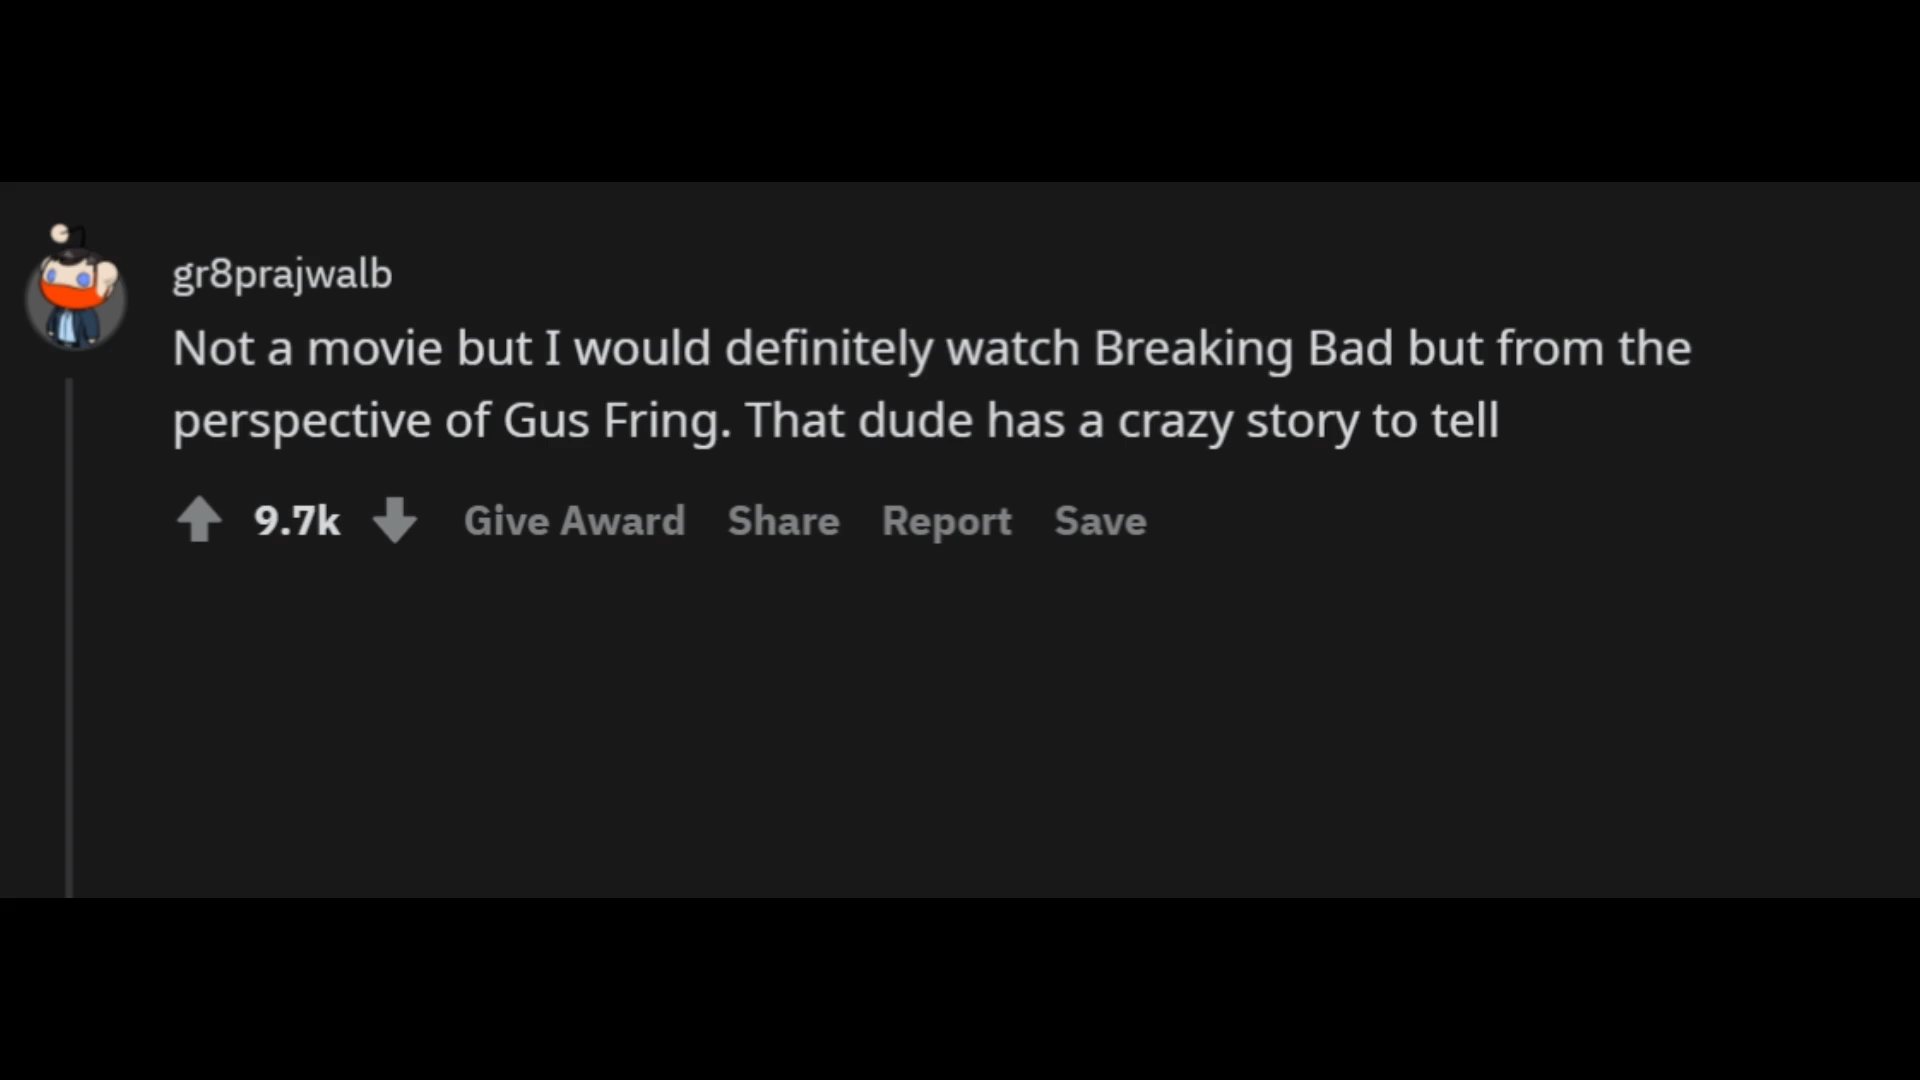 gr8prajwalb
Not a movie but I would definitely watch Breaking Bad but from the
perspective of Gus Fring. That dude has a crazy story to tell
9.7k Give Award Share Report Save